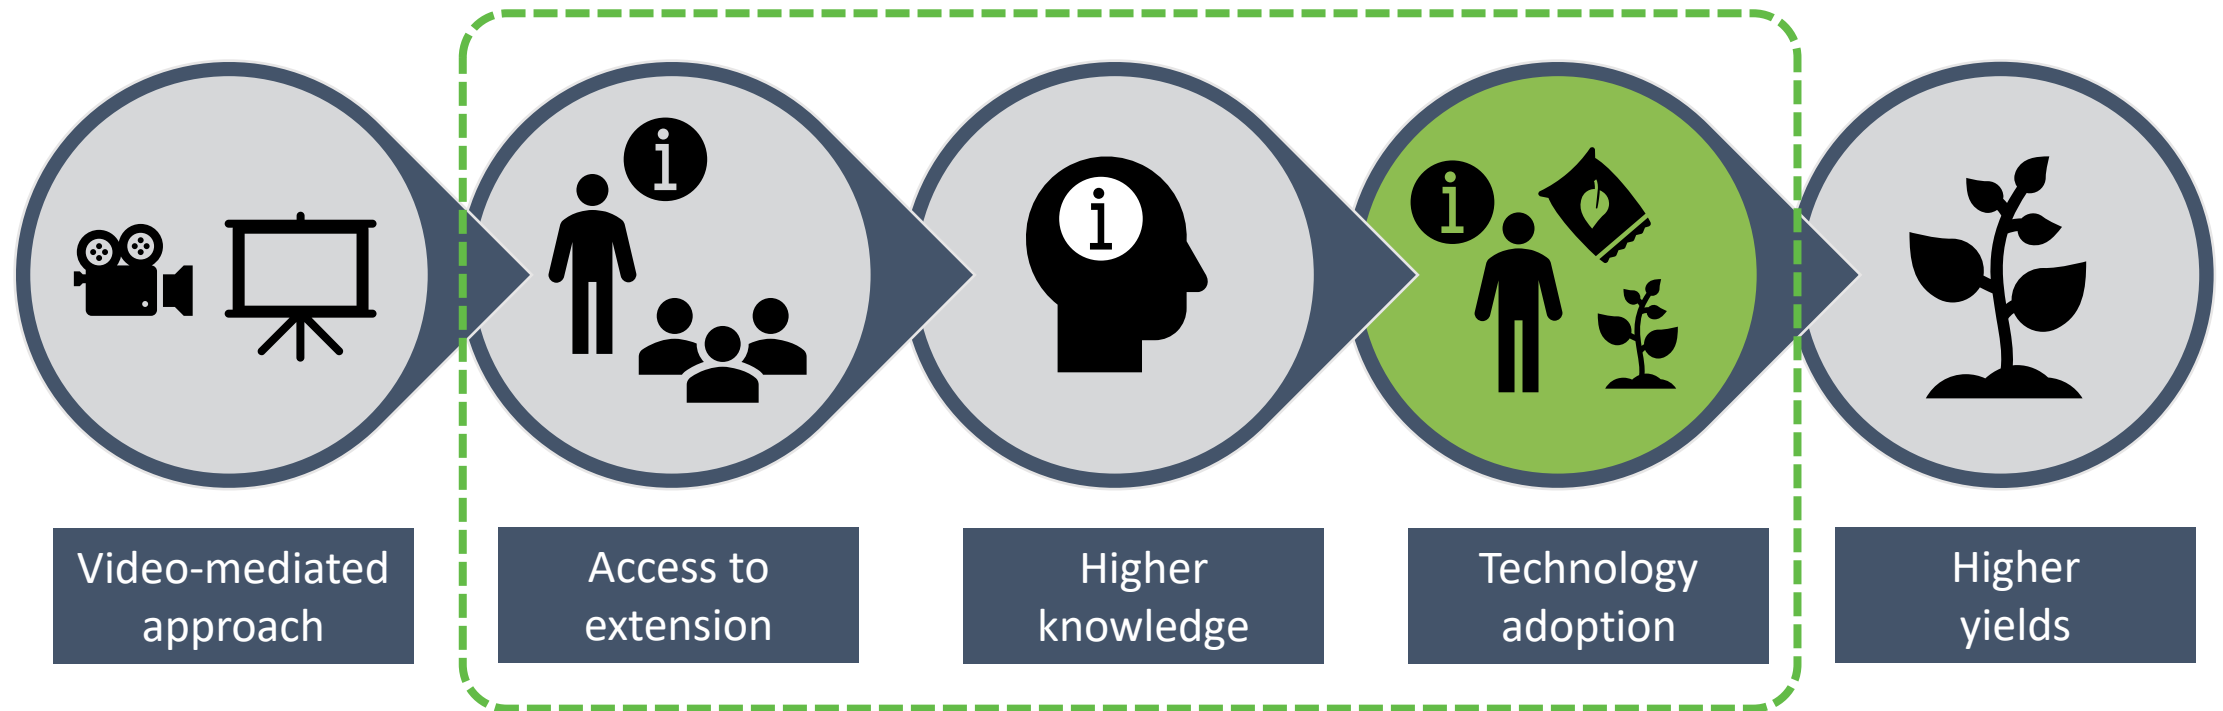 i
i
i
Video-mediated
approach
Access to
extension
Higher
knowledge
Technology
adoption
Higher
yields